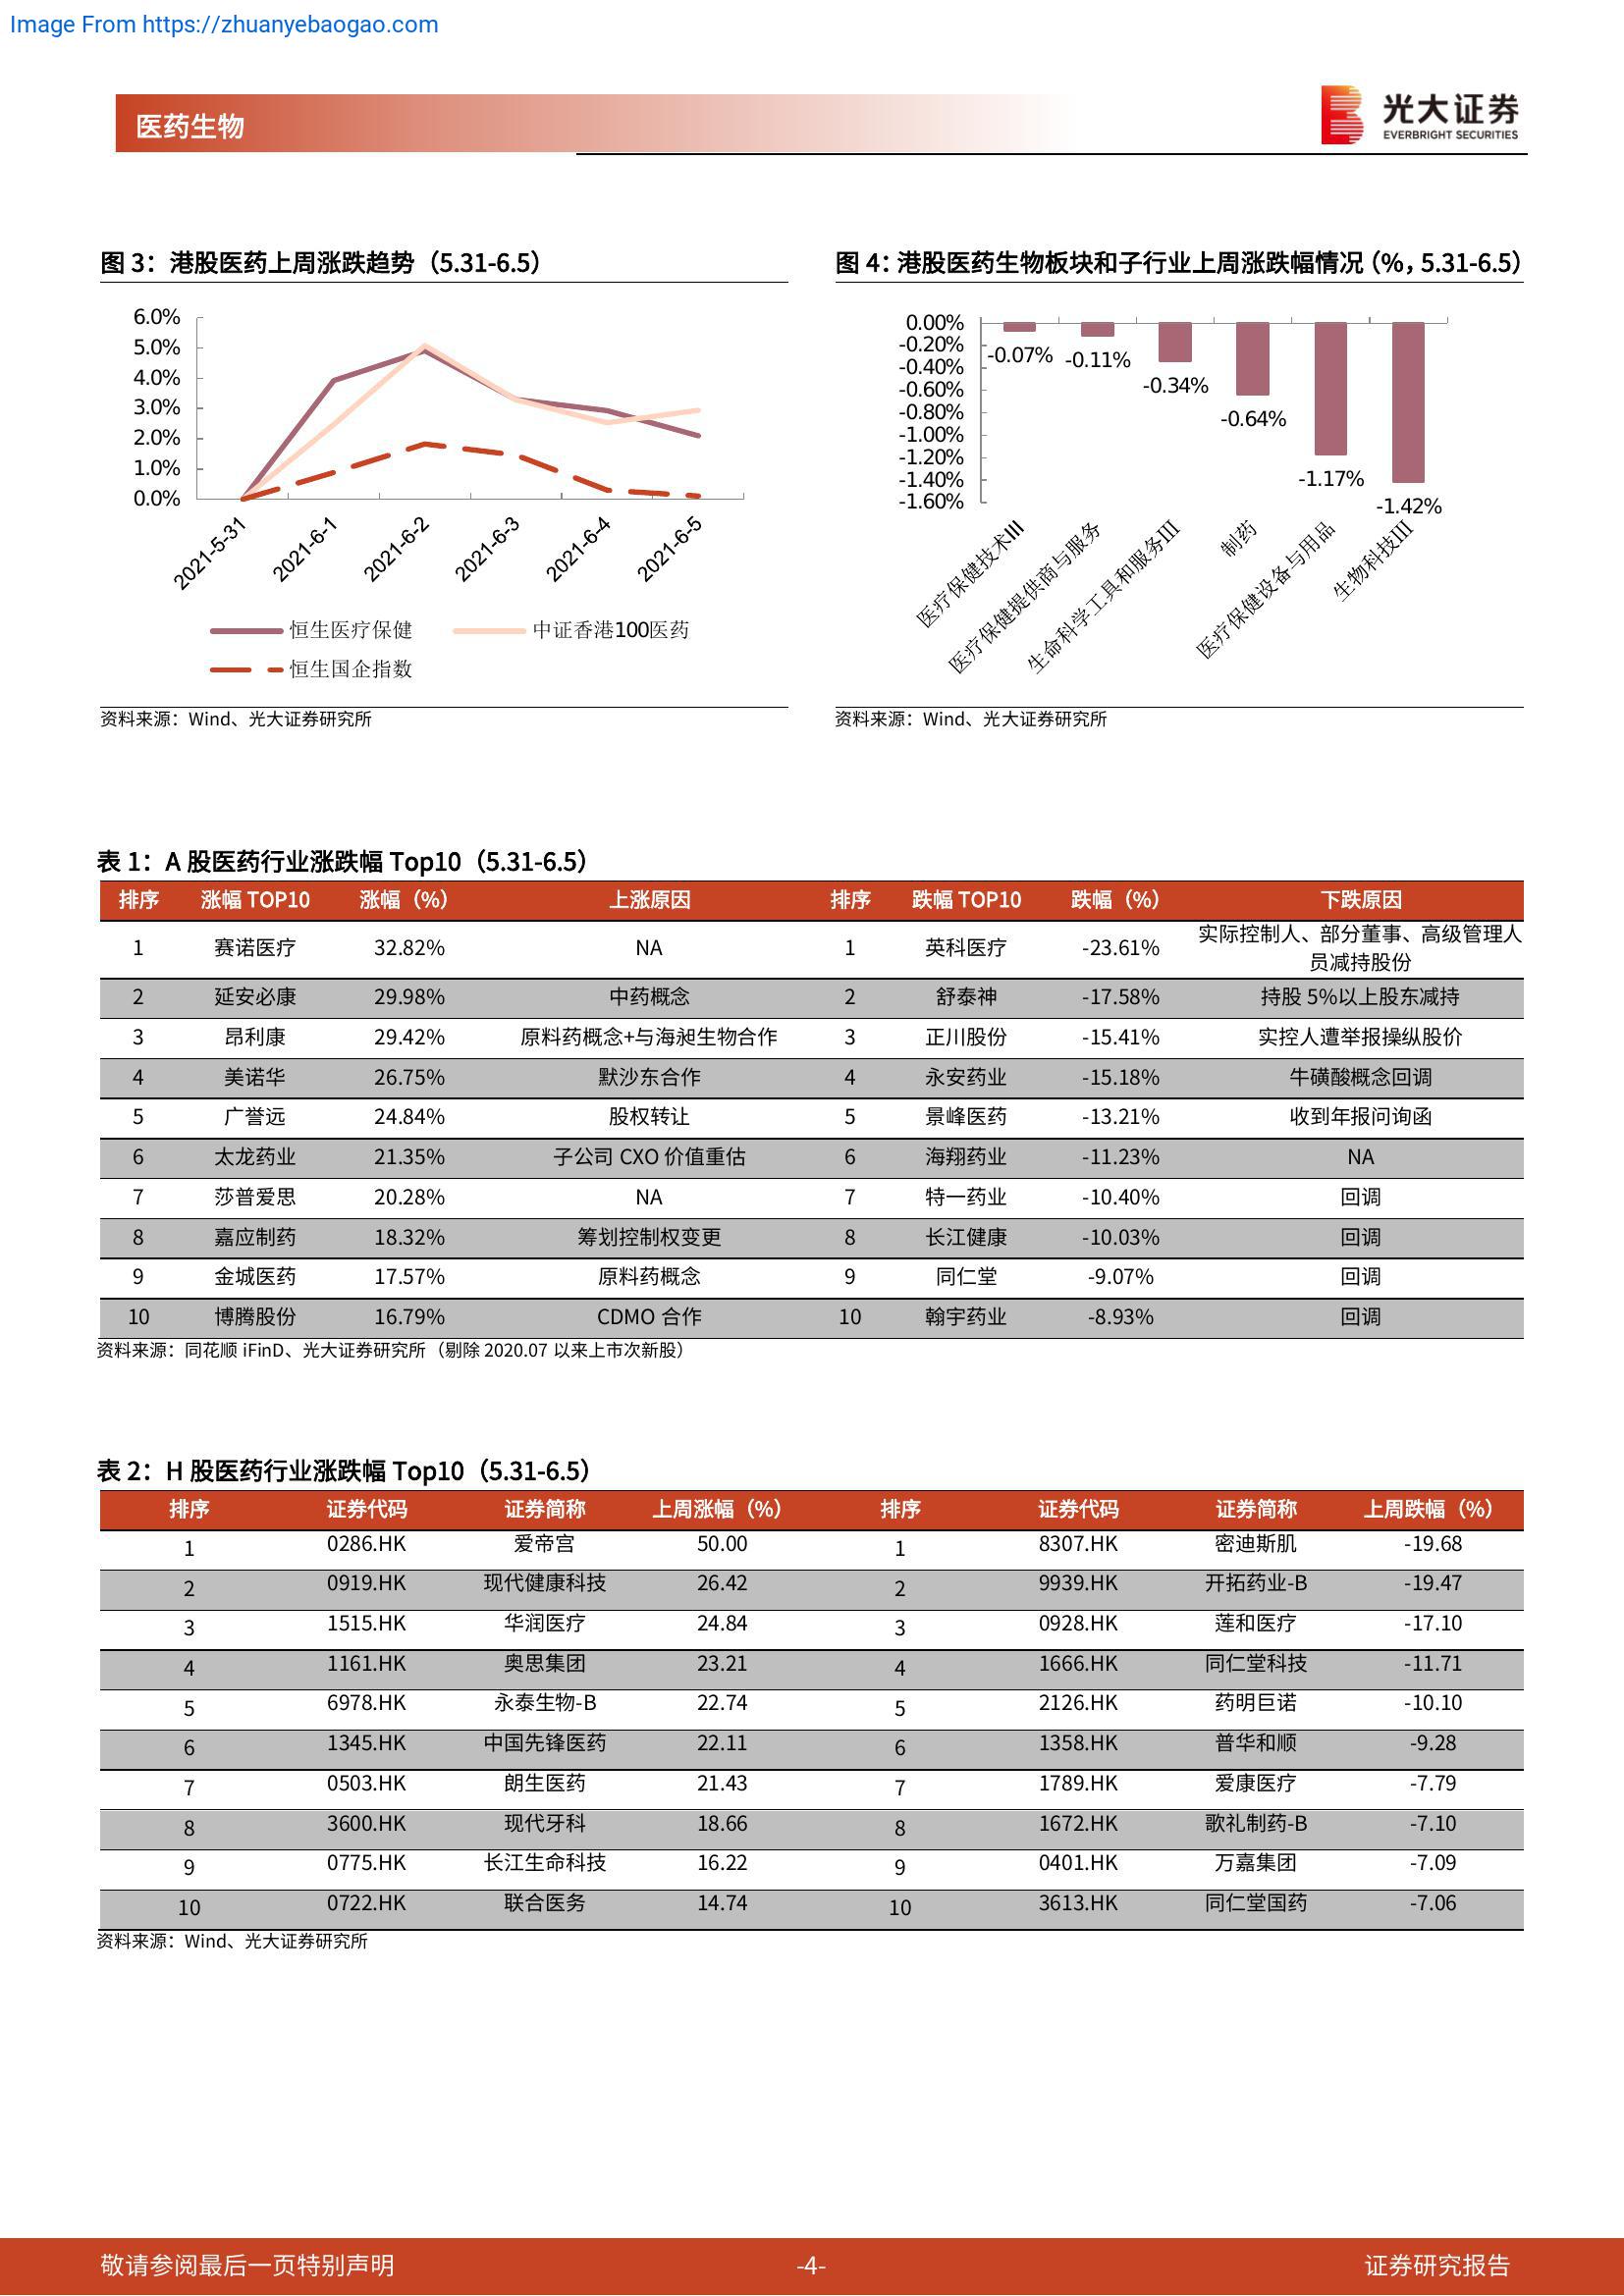 Image From https://zhuanyebaogao.com
医药生物
光大证券
EVERBRIGHT SECURITIES
图 3：港股医药上周涨跌趋势（5.31-6.5）
6.0%
5.0%
4.0%
3.0%
2.0%
1.0%
0.0%
2021-5-31
2021-6-1
2021-6-2
2021-6-3
2021-6-4
2021-6-5
恒生医疗保健 中证香港100医药
恒生国企指数
资料来源：Wind、光大证券研究所
图 4：港股医药生物板块和子行业上周涨跌幅情况（%，5.31-6.5）
0.00%
-0.20%
-0.40%
-0.60%
-0.80%
-1.00%
-1.20%
-1.40%
-1.60%
-0.07%
-0.11%
-0.34%
-0.64%
-1.17%
-1.42%
医疗保健技术III
医疗保健提供商与服务
生命科学工具和服务III
制药
医疗保健设备与用品
生物科技III
资料来源：Wind、光大证券研究所
表 1：A 股医药行业涨跌幅 Top10（5.31-6.5）
排序 涨幅 TOP10 涨幅（%） 上涨原因 排序 跌幅 TOP10 跌幅（%） 下跌原因
1 赛诺医疗 32.82% NA 1 英科医疗 -23.61% 实际控制人、部分董事、高级管理人
员减持股份
2 延安必康 29.98% 中药概念 2 舒泰神 -17.58% 持股 5%以上股东减持
3 昂利康 29.42% 原料药概念+与海昶生物合作 3 正川股份 -15.41% 实控人遭举报操纵股价
4 美诺华 26.75% 默沙东合作 4 永安药业 -15.18% 牛磺酸概念回调
5 广誉远 24.84% 股权转让 5 景峰医药 -13.21% 收到年报问询函
6 太龙药业 21.35% 子公司 CXO 价值重估 6 海翔药业 -11.23% NA
7 莎普爱思 20.28% NA 7 特一药业 -10.40% 回调
8 嘉应制药 18.32% 筹划控制权变更 8 长江健康 -10.03% 回调
9 金城医药 17.57% 原料药概念 9 同仁堂 -9.07% 回调
10 博腾股份 16.79% CDMO 合作 10 翰宇药业 -8.93% 回调
资料来源：同花顺 iFinD、光大证券研究所（剔除 2020.07 以来上市次新股）
表 2：H 股医药行业涨跌幅 Top10（5.31-6.5）
排序 证券代码 证券简称 上周涨幅（%） 排序 证券代码 证券简称 上周跌幅（%）
1 0286.HK 爱帝宫 50.00 1 8307.HK 密迪斯肌 -19.68
2 0919.HK 现代健康科技 26.42 2 9939.HK 开拓药业-B -19.47
3 1515.HK 华润医疗 24.84 3 0928.HK 莲和医疗 -17.10
4 1161.HK 奥思集团 23.21 4 1666.HK 同仁堂科技 -11.71
5 6978.HK 永泰生物-B 22.74 5 2126.HK 药明巨诺 -10.10
6 1345.HK 中国先锋医药 22.11 6 1358.HK 普华和顺 -9.28
7 0503.HK 朗生医药 21.43 7 1789.HK 爱康医疗 -7.79
8 3600.HK 现代牙科 18.66 8 1672.HK 歌礼制药-B -7.10
9 0775.HK 长江生命科技 16.22 9 0401.HK 万嘉集团 -7.09
10 0722.HK 联合医务 14.74 10 3613.HK 同仁堂国药 -7.06
资料来源：Wind、光大证券研究所
敬请参阅最后一页特别声明 -4- 证券研究报告